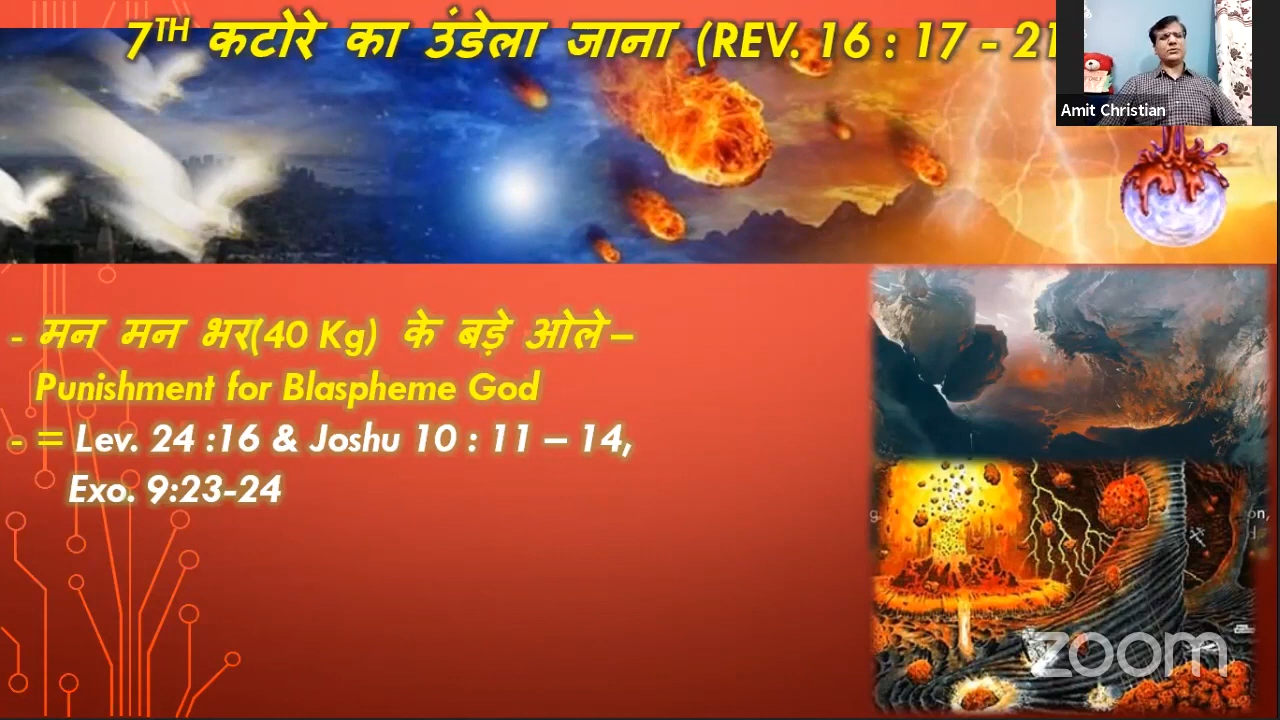 7TH कटोरे का उंडेला जाना (REV. 16 : 17 - 21
Amit Christian
- मन मन भर(40 Kg) के बड़े ओले –
Punishment for Blaspheme God
- = Lev. 24 :16 & Joshu 10 : 11 – 14,
Exo. 9:23-24
on,
zoom